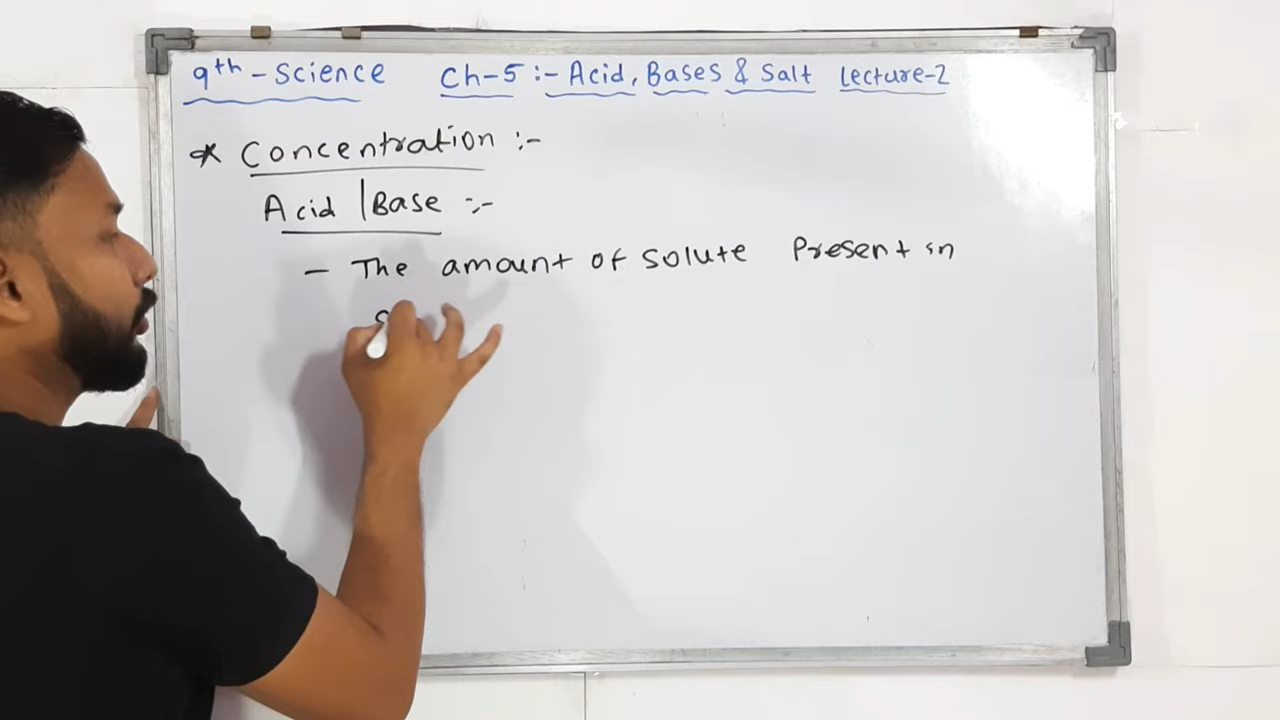 9th - Science Ch-5 :- Acid, Bases & Salt Lecture-2
* Concentration :-
Acid | Base :-
- The amount of solute Present in